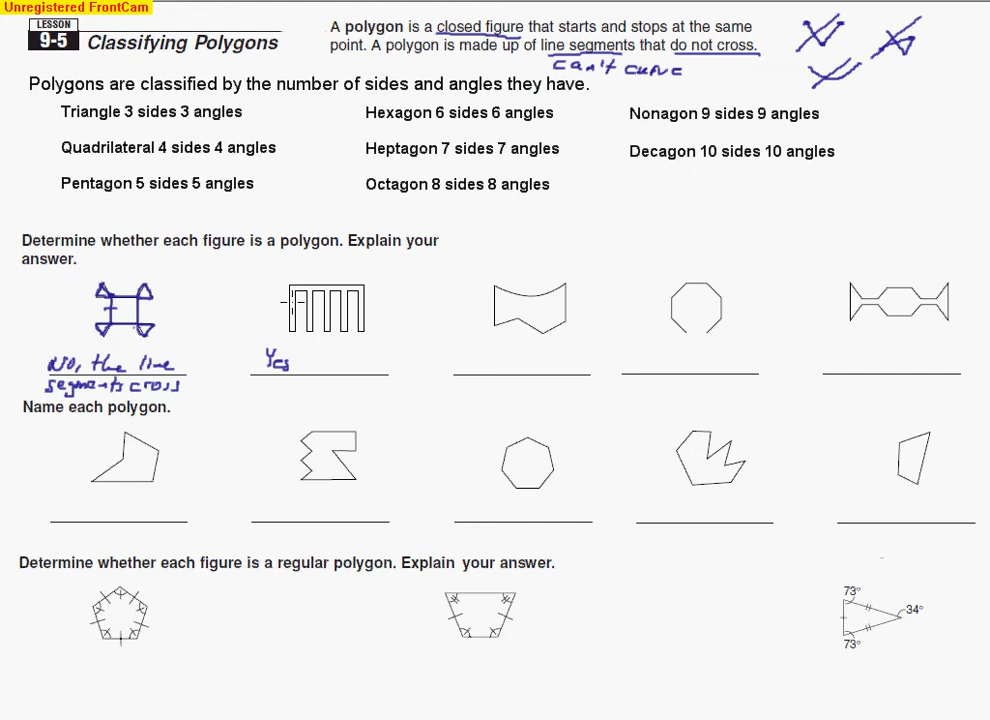 Unregistered FrontCam
LESSON
9-5 Classifying Polygons
A polygon is a closed figure that starts and stops at the same
point. A polygon is made up of line segments that do not cross.
can't curve
Polygons are classified by the number of sides and angles they have.
Triangle 3 sides 3 angles
Hexagon 6 sides 6 angles
Nonagon 9 sides 9 angles
Quadrilateral 4 sides 4 angles
Heptagon 7 sides 7 angles
Decagon 10 sides 10 angles
Pentagon 5 sides 5 angles
Octagon 8 sides 8 angles
Determine whether each figure is a polygon. Explain your
answer.
No, the line
segments cross
Yes
Name each polygon.
Determine whether each figure is a regular polygon. Explain your answer.
73°
34°
73°